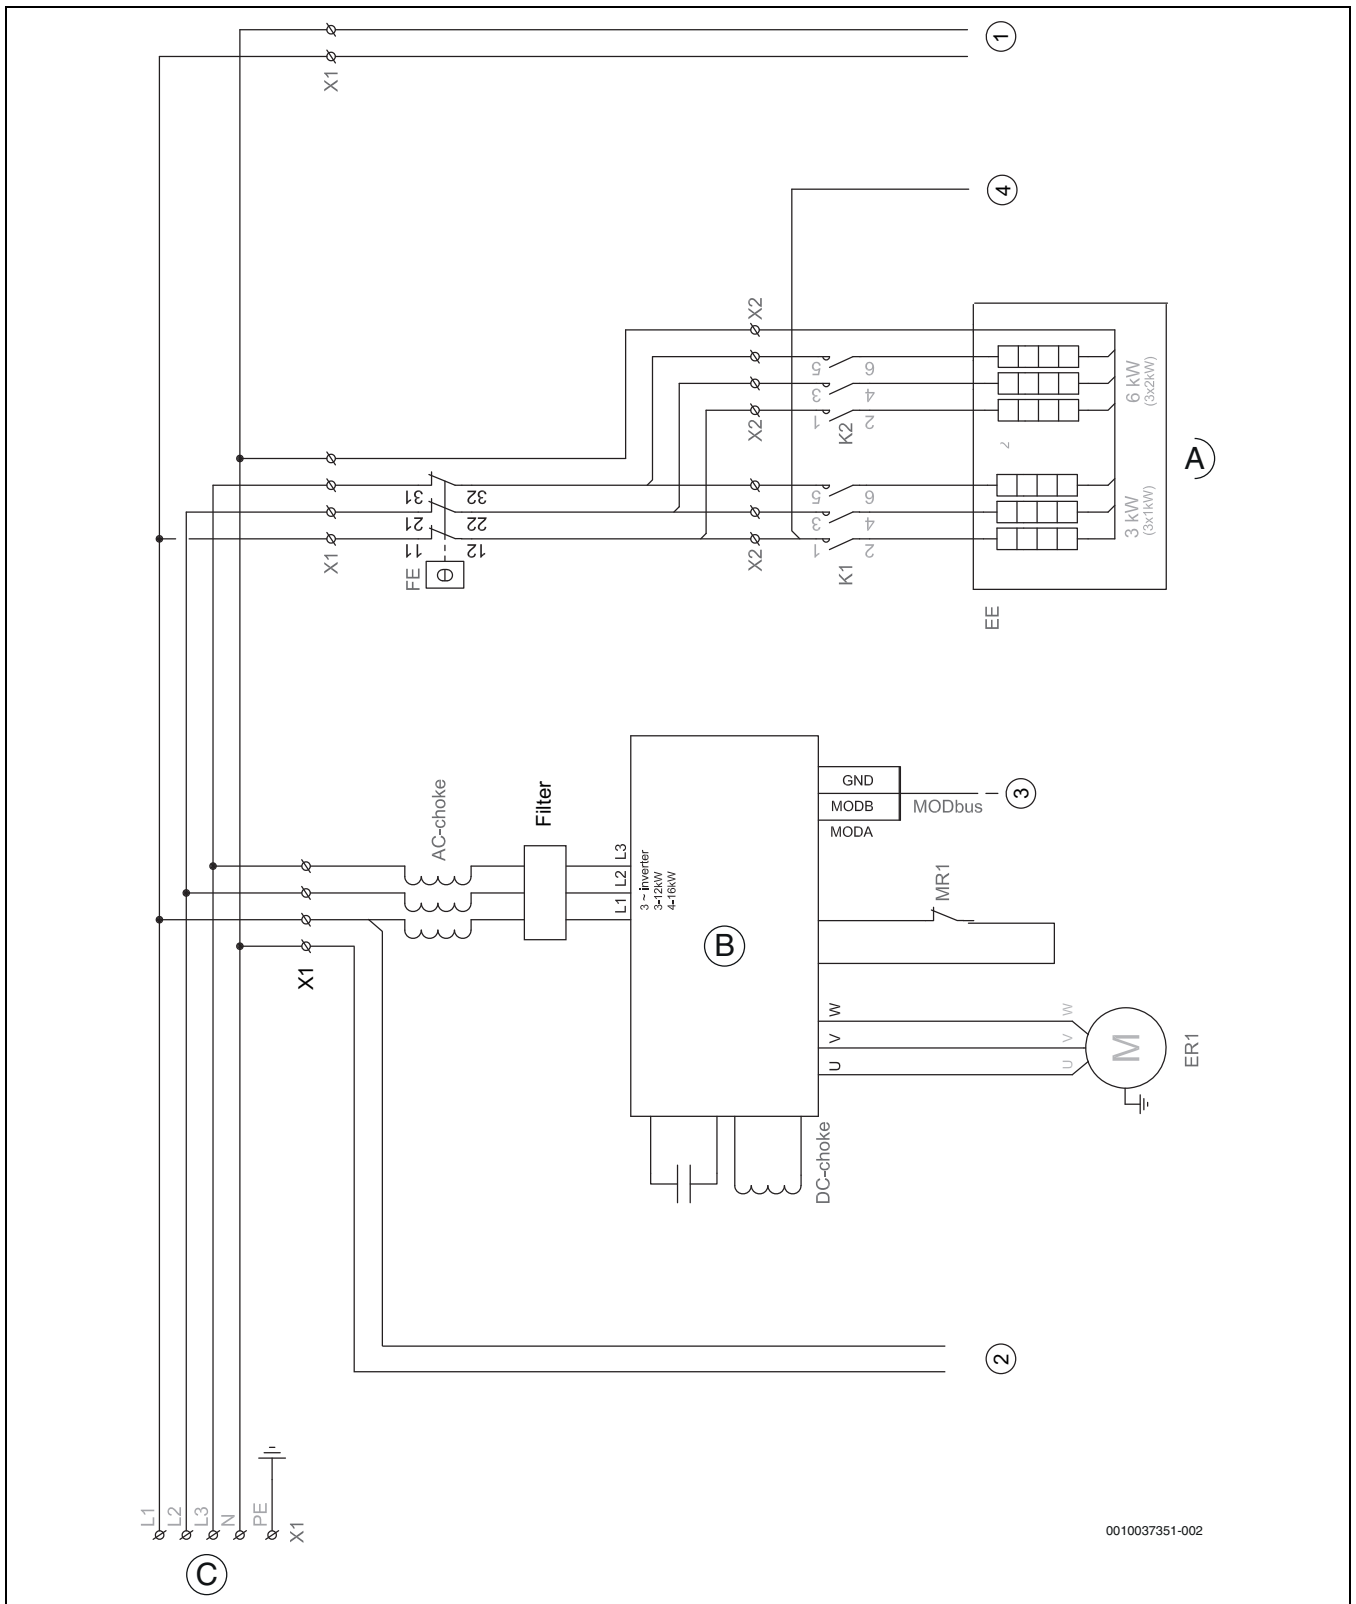 1
X1
4
X2
5 6
3 4
1 2
X2
K2
6 kW
(3x2kW)
2
A
31 32
21 22
11 12
X1
FE
Θ
5 6
3 4
1 2
X2
K1
3 kW
(3x1kW)
EE
AC-choke
Filter
L1 L2 L3
3 ~ inverter
3-12kW
4-16kW
B
GND
MODB
MODA
MODbus
3
MR1
X1
W
V
U
W
V
U
M
ER1
DC-choke
2
L1
L2
L3
N
PE
X1
C
0010037351-002